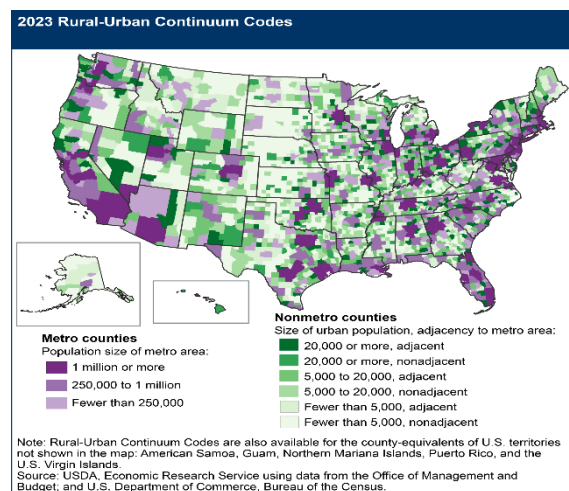 2023 Rural-Urban Continuum Codes
Metro counties
Population size of metro area:
1 million or more
250,000 to 1 million
Fewer than 250,000
Nonmetro counties
Size of urban population, adjacency to metro area:
20,000 or more, adjacent
20,000 or more, nonadjacent
5,000 to 20,000, adjacent
5,000 to 20,000, nonadjacent
Fewer than 5,000, adjacent
Fewer than 5,000, nonadjacent
Note: Rural-Urban Continuum Codes are also available for the county-equivalents of U.S. territories
not shown in the map: American Samoa, Guam, Northern Mariana Islands, Puerto Rico, and the
U.S. Virgin Islands.
Source: USDA, Economic Research Service using data from the Office of Management and
Budget; and U.S. Department of Commerce, Bureau of the Census.